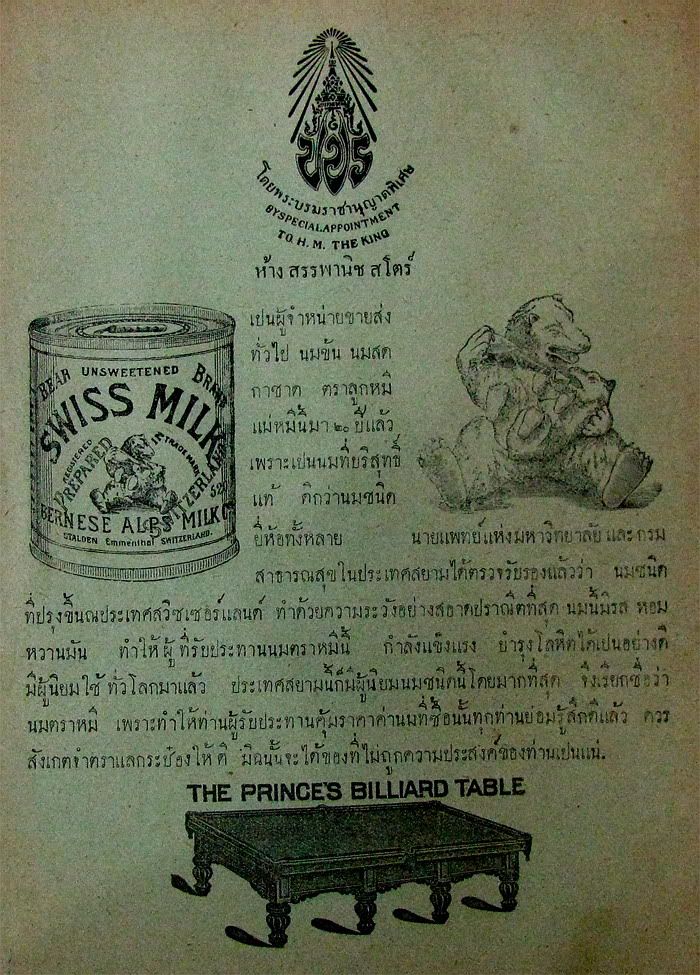 โดยพระบรมราชานุญาตพิเศษ
BY SPECIAL APPOINTMENT
TO H. M. THE KING
ห้าง สรรพานิช สโตร์
BEAR UNSWEETENED BRAND
SWISS MILK
REGISTERED TRADE MARK
PREPARED IN SWITZERLAND
BERNESE ALPS MILK Co
STALDEN Emmenthal SWITZERLAND.
เปนผู้จำหน่ายขายส่ง
ทั่วไป นมข้น นมสด
กาชาด ตราลูกหมี
แม่หมีนี้มา ๒๐ ปีแล้ว
เพราะเปนนมที่บริสุทธิ์
แท้ ดีกว่านมชนิด
ยี่ห้อทั้งหลาย นายแพทย์แห่งมหาวิทยาลัย และ กรม
สาธารณสุขในประเทศสยามได้ตรวจรับรองแล้วว่า นมชนิด
ที่ปรุงขึ้นณประเทศสวิซเซอร์แลนด์ ทำด้วยความระวังอย่างสอาดปราณีตที่สุด นมนี้มีรส หอม
หวานมัน ทำให้ผู้ที่รับประทานนมตราหมีนี้ กำลังแข็งแรง บำรุงโลหิตได้เปนอย่างดี
มีผู้นิยมใช้ ทั่วโลกมาแล้ว ประเทศสยามนี้ก็มีผู้นิยมนมชนิดนี้โดยมากที่สุด จึงเรียกชื่อว่า
นมตราหมี เพราะทำให้ท่านผู้รับประทานคุ้มราคาค่านมที่ซื้อนั้นทุกท่านย่อมรู้สึกดีแล้ว ควร
สังเกตจำตราแลกระป๋องให้ ดี มิฉนั้นจะได้ของที่ไม่ถูกความประสงค์ของท่านเปนแน่.
THE PRINCE'S BILLIARD TABLE